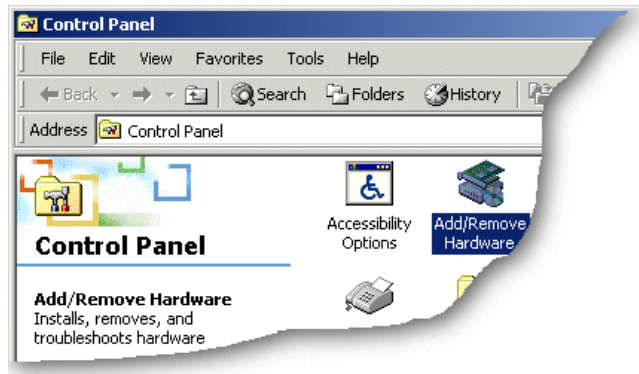 Control Panel
File Edit View Favorites Tools Help
Back Search Folders History
Address Control Panel
Accessibility
Options
Add/Remove
Hardware
Control Panel
Add/Remove Hardware
Installs, removes, and
troubleshoots hardware